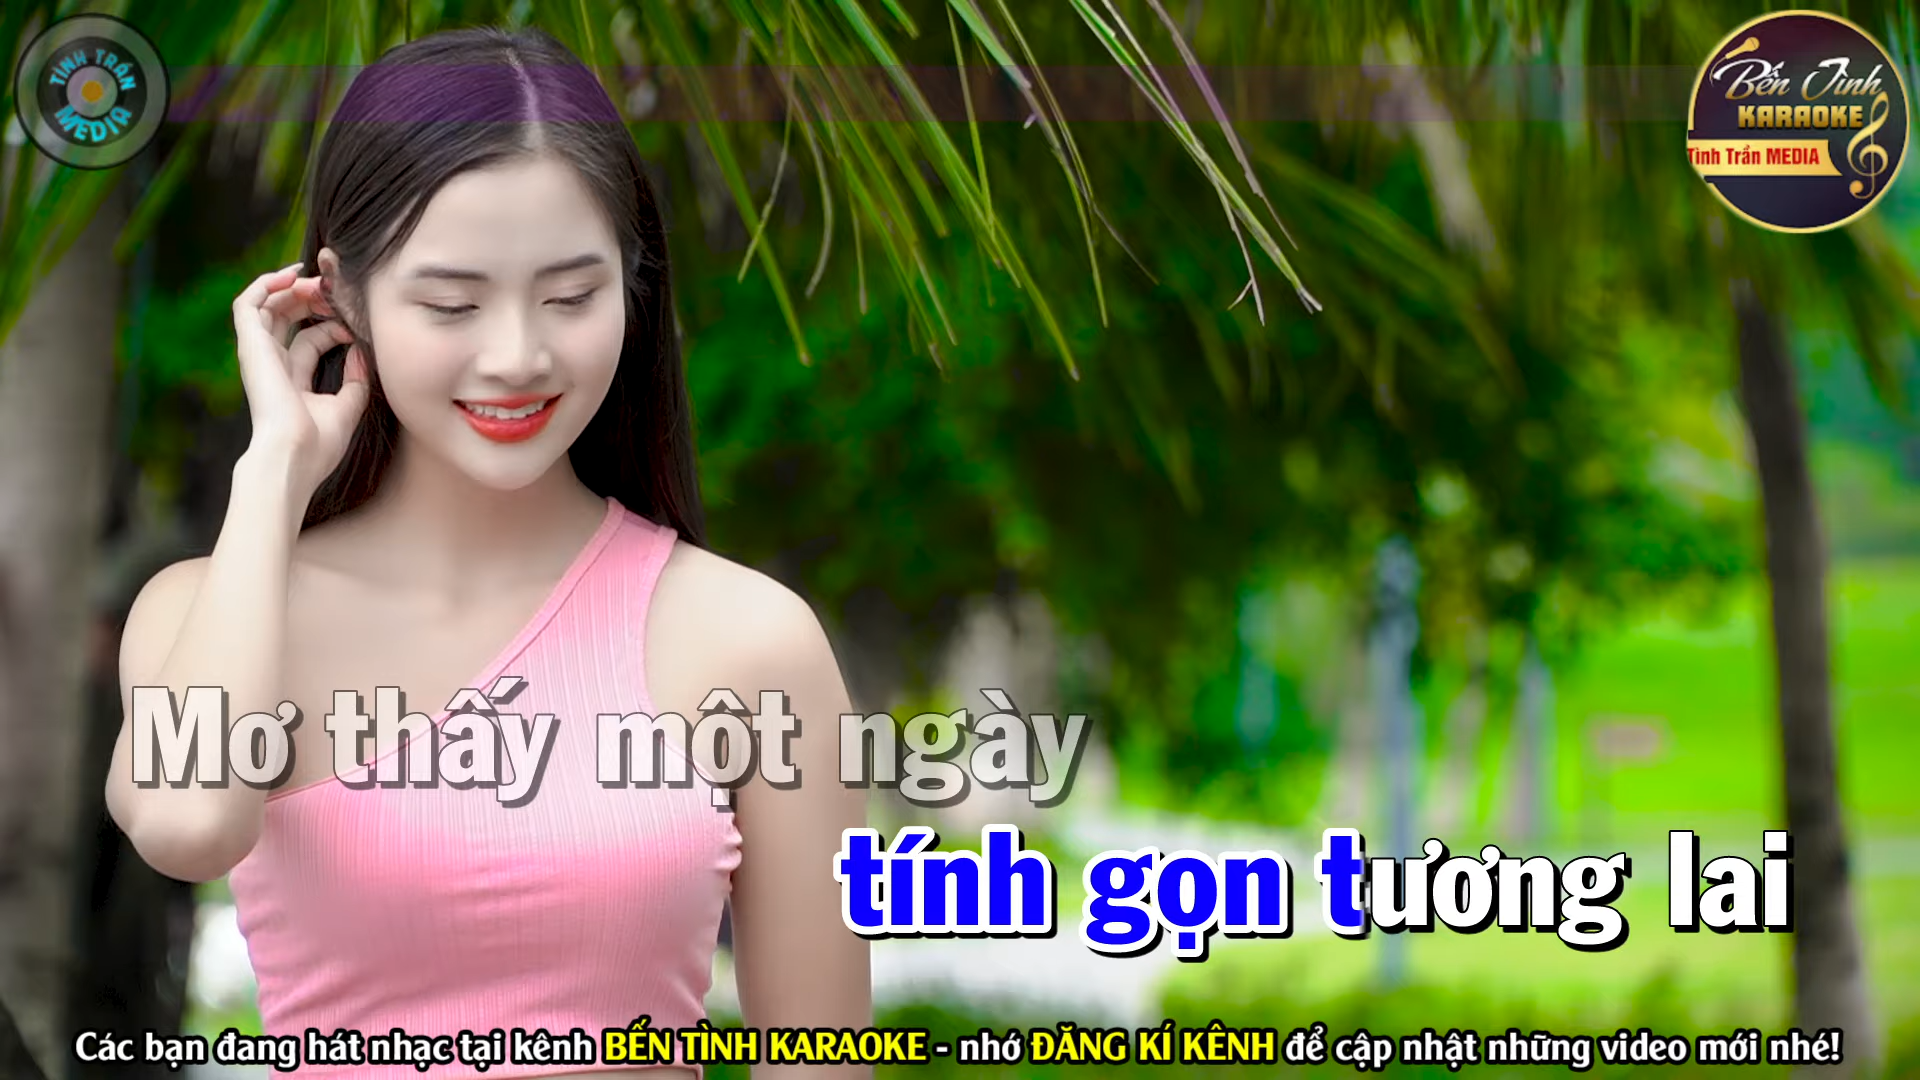 TÌNH TRẦN
MEDIA
Bến Tình
KARAOKE
Tình Trần MEDIA
Mơ thấy một ngày
tính gọn tương lai
Các bạn đang hát nhạc tại kênh BẾN TÌNH KARAOKE - nhớ ĐĂNG KÍ KÊNH để cập nhật những video mới nhé!